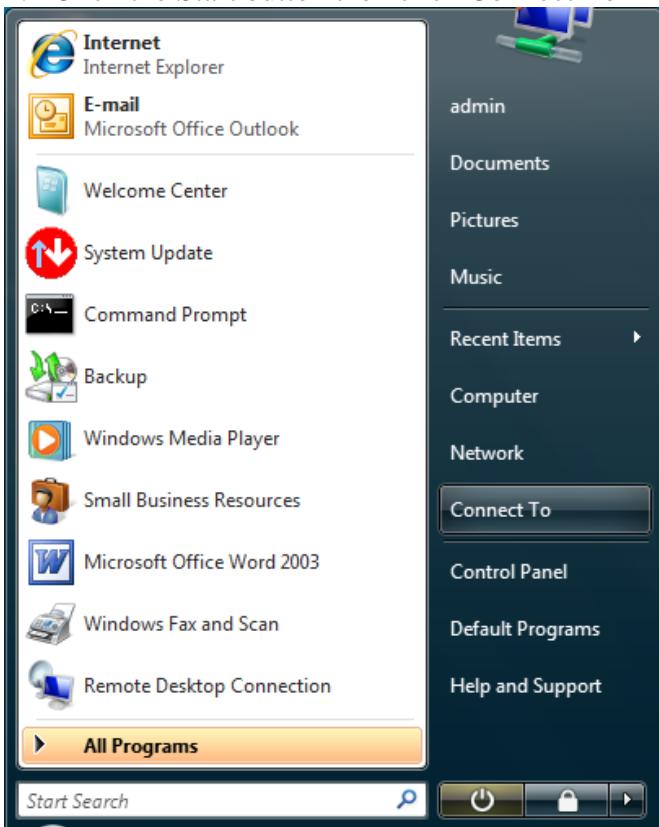 Internet
Internet Explorer
E-mail
Microsoft Office Outlook
Welcome Center
System Update
C:\
Command Prompt
Backup
Windows Media Player
Small Business Resources
W
Microsoft Office Word 2003
Windows Fax and Scan
Remote Desktop Connection
All Programs
Start Search
admin
Documents
Pictures
Music
Recent Items
Computer
Network
Connect To
Control Panel
Default Programs
Help and Support